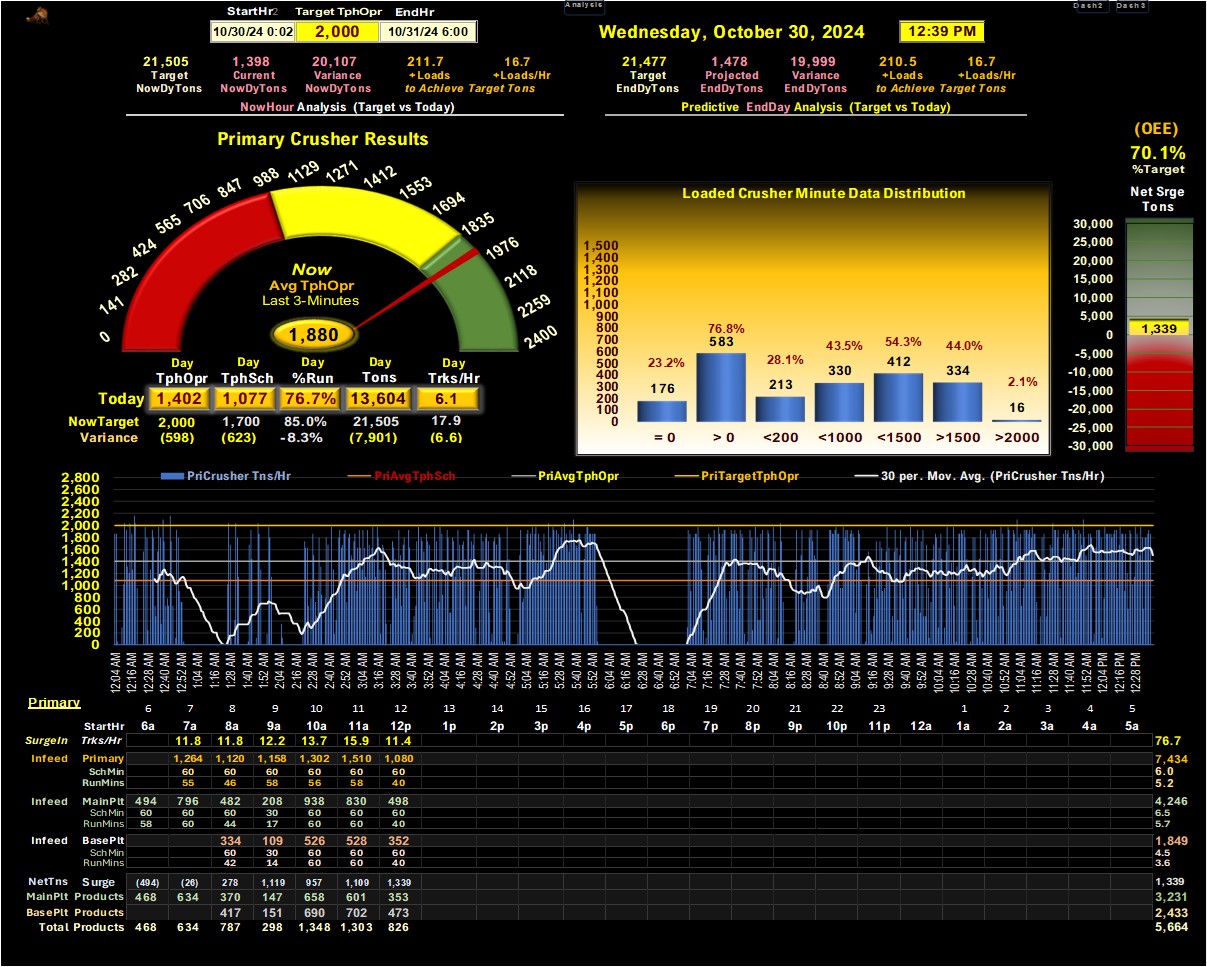 Analysis
Dash2 Dash3
StartHr2 Target TphOpr EndHr
10/30/24 0:02 2,000 10/31/24 6:00
Wednesday, October 30, 2024 12:39 PM
21,505 1,398 20,107 211.7 16.7
Target Current Variance +Loads +Loads/Hr
NowDyTons NowDyTons NowDyTons to Achieve Target Tons
NowHour Analysis (Target vs Today)
21,477 1,478 19,999 210.5 16.7
Target Projected Variance +Loads +Loads/Hr
EndDyTons EndDyTons EndDyTons to Achieve Target Tons
Predictive EndDay Analysis (Target vs Today)
Primary Crusher Results
0 141 282 424 565 706 847 988 1129 1271 1412 1553 1694 1835 1976 2118 2259 2400
Now
Avg TphOpr
Last 3-Minutes
1,880
Day Day Day Day Day
TphOpr TphSch %Run Tons Trks/Hr
Today 1,402 1,077 76.7% 13,604 6.1
NowTarget 2,000 1,700 85.0% 21,505 17.9
Variance (598) (623) -8.3% (7,901) (6.6)
Loaded Crusher Minute Data Distribution
1,500
1,400
1,300
1,200
1,100
1,000
900
800
700
600
500
400
300
200
100
0
23.2% 76.8% 28.1% 43.5% 54.3% 44.0% 2.1%
176 583 213 330 412 334 16
= 0 > 0 <200 <1000 <1500 >1500 >2000
(OEE)
70.1%
%Target
Net Srge
Tons
30,000
25,000
20,000
15,000
10,000
5,000
0
-5,000
-10,000
-15,000
-20,000
-25,000
-30,000
1,339
PriCrusher Tns/Hr PriAvgTphSch PriAvgTphOpr PriTargetTphOpr 30 per. Mov. Avg. (PriCrusher Tns/Hr)
2,800
2,600
2,400
2,200
2,000
1,800
1,600
1,400
1,200
1,000
800
600
400
200
0
12:04 AM 12:16 AM 12:28 AM 12:40 AM 12:52 AM 1:04 AM 1:16 AM 1:28 AM 1:40 AM 1:52 AM 2:04 AM 2:16 AM 2:28 AM 2:40 AM 2:52 AM 3:04 AM 3:16 AM 3:28 AM 3:40 AM 3:52 AM 4:04 AM 4:16 AM 4:28 AM 4:40 AM 4:52 AM 5:04 AM 5:16 AM 5:28 AM 5:40 AM 5:52 AM 6:04 AM 6:16 AM 6:28 AM 6:40 AM 6:52 AM 7:04 AM 7:16 AM 7:28 AM 7:40 AM 7:52 AM 8:04 AM 8:16 AM 8:28 AM 8:40 AM 8:52 AM 9:04 AM 9:16 AM 9:28 AM 9:40 AM 9:52 AM 10:04 AM 10:16 AM 10:28 AM 10:40 AM 10:52 AM 11:04 AM 11:16 AM 11:28 AM 11:40 AM 11:52 AM 12:04 PM 12:16 PM 12:28 PM
Primary 6 7 8 9 10 11 12 13 14 15 16 17 18 19 20 21 22 23 1 2 3 4 5
StartHr 6a 7a 8a 9a 10a 11a 12p 1p 2p 3p 4p 5p 6p 7p 8p 9p 10p 11p 12a 1a 2a 3a 4a 5a
SurgeIn Trks/Hr 11.8 11.8 12.2 13.7 15.9 11.4 76.7
Infeed Primary 1,264 1,120 1,158 1,302 1,510 1,080 7,434
SchMin 60 60 60 60 60 60 6.0
RunMins 55 46 58 56 58 40 5.2
Infeed MainPlt 494 796 482 208 938 830 498 4,246
SchMin 60 60 60 30 60 60 60 6.5
RunMins 58 60 44 17 60 60 40 5.7
Infeed BasePlt 334 109 526 528 352 1,849
SchMin 60 30 60 60 60 4.5
RunMins 42 14 60 60 40 3.6
NetTns Surge (494) (26) 278 1,119 957 1,109 1,339 1,339
MainPlt Products 468 634 370 147 658 601 353 3,231
BasePlt Products 417 151 690 702 473 2,433
Total Products 468 634 787 298 1,348 1,303 826 5,664